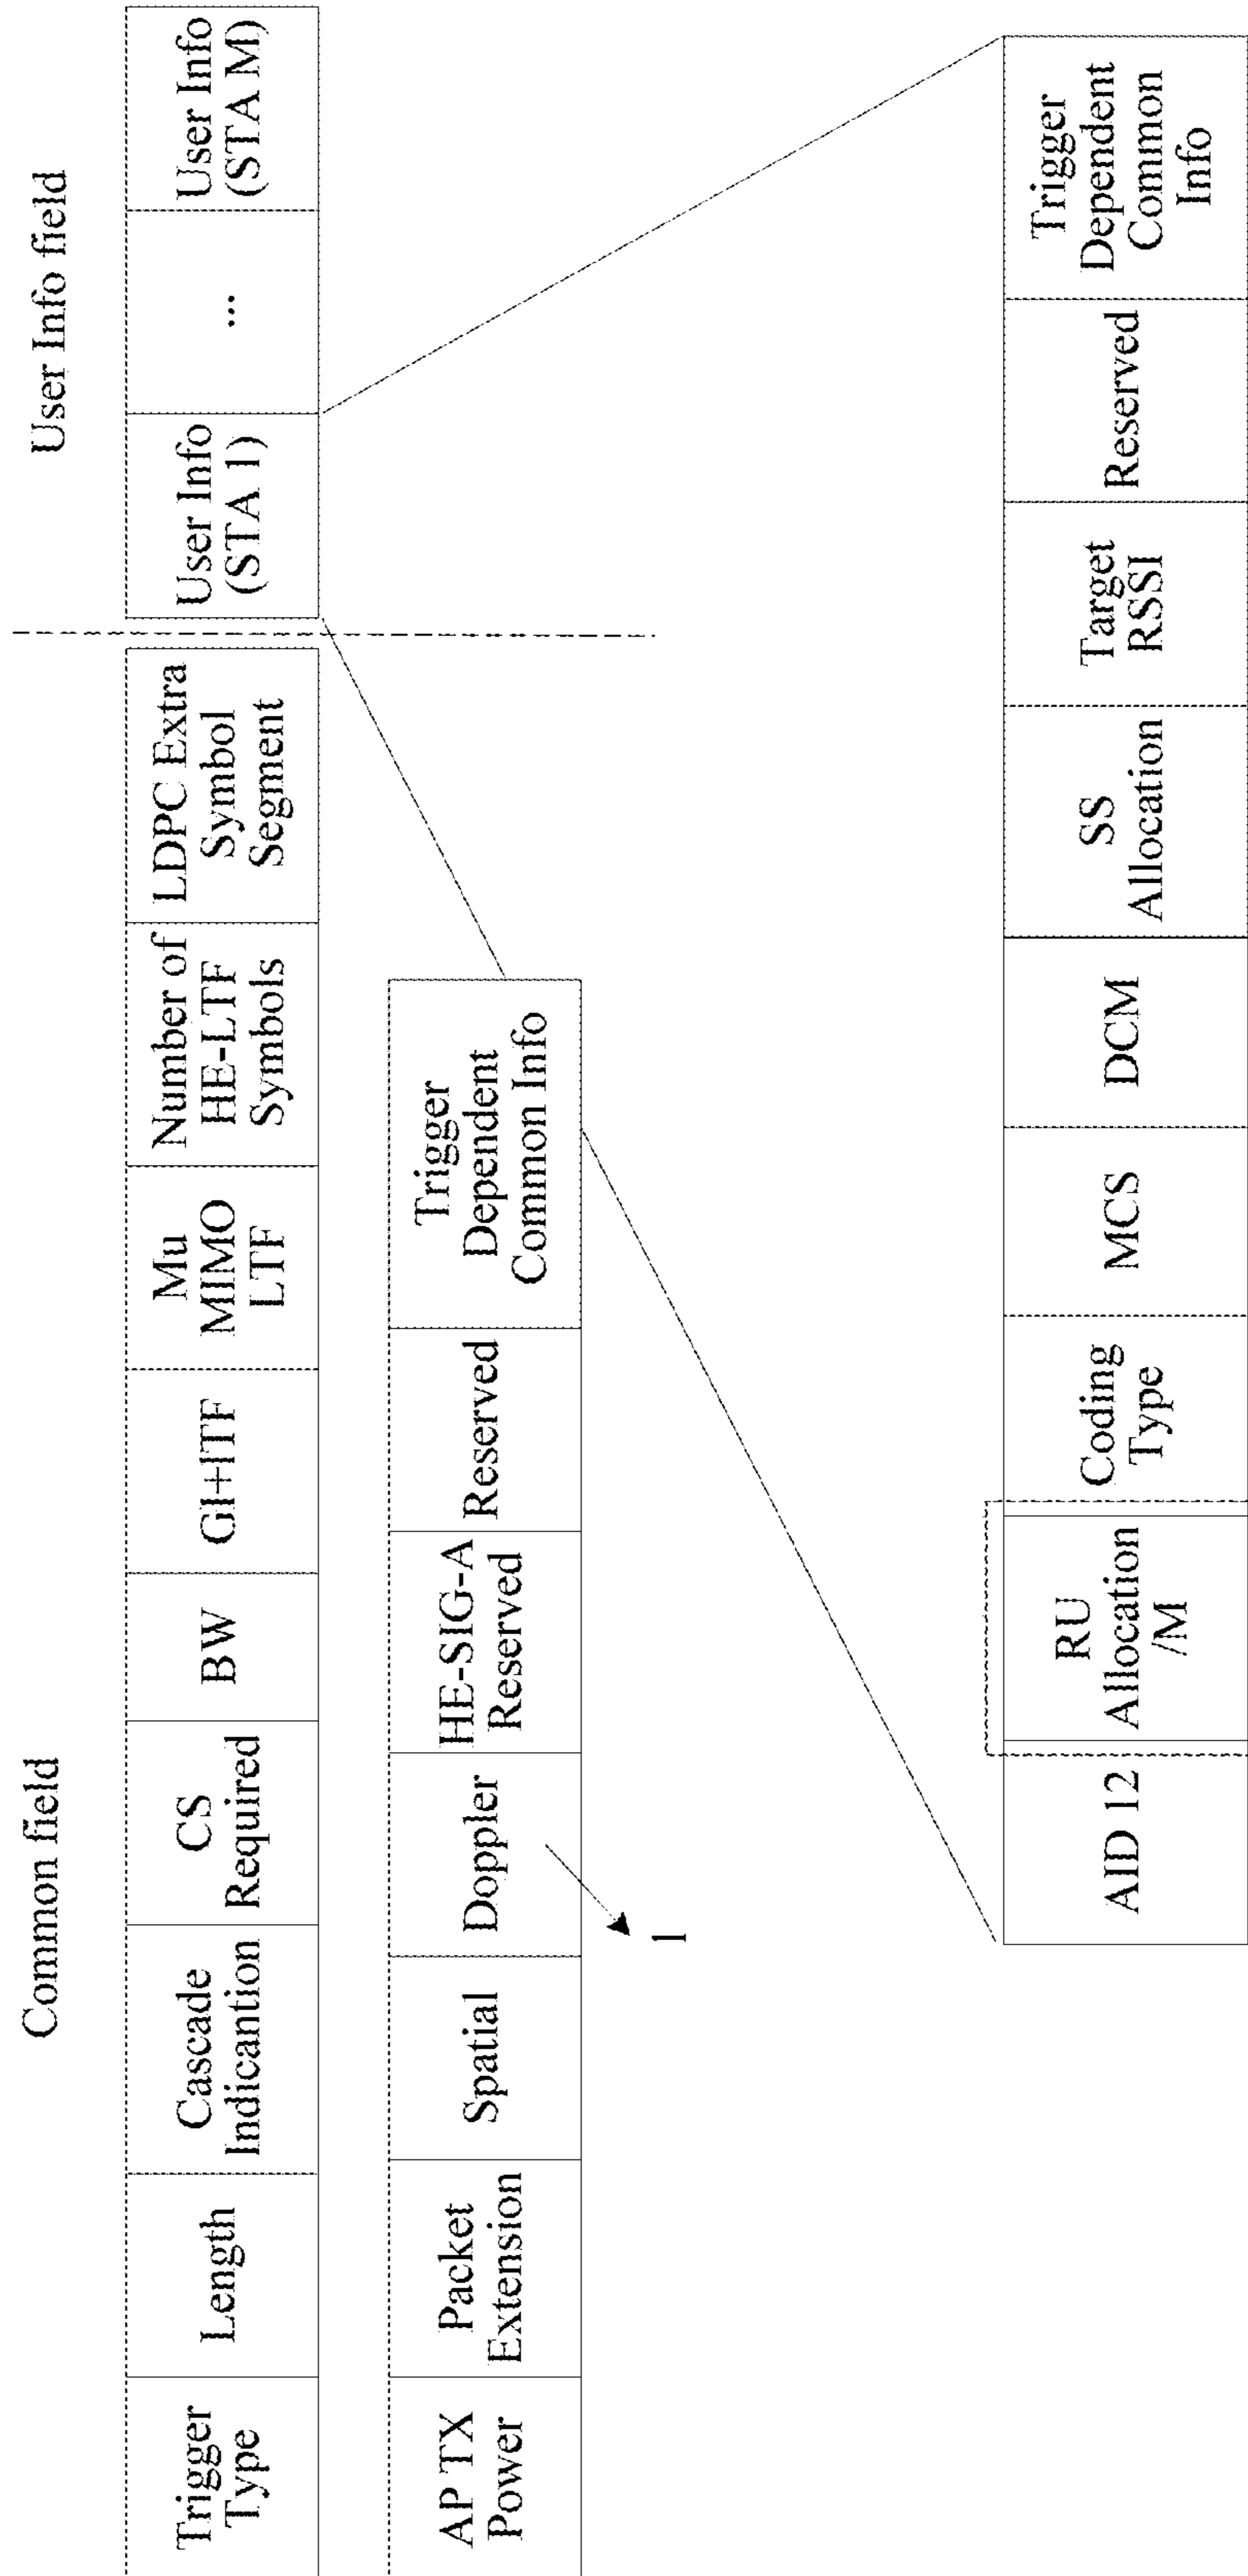 Common field
User Info field
Trigger
Type
Length
Cascade
Indicantion
CS
Required
BW
GI+ITF
Mu
MIMO
LTF
Number of
HE-LTF
Symbols
LDPC Extra
Symbol
Segment
User Info
(STA 1)
...
User Info
(STA M)
AP TX
Power
Packet
Extension
Spatial
Doppler
HE-SIG-A
Reserved
Reserved
Trigger
Dependent
Common Info
1
AID 12
RU
Allocation
/M
Coding
Type
MCS
DCM
SS
Allocation
Target
RSSI
Reserved
Trigger
Dependent
Common
Info